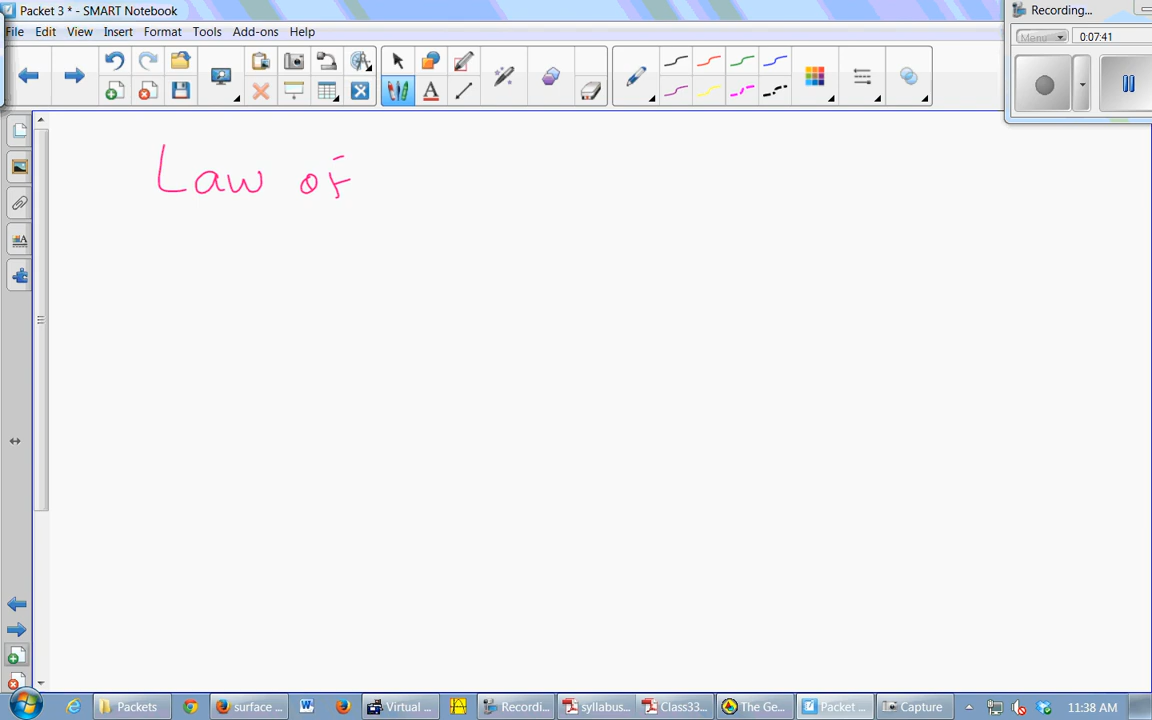 Packet 3 * - SMART Notebook
Recording...
File Edit View Insert Format Tools Add-ons Help
Menu 0:07:41
Law of
Packets surface ... Virtual ... Recordi... syllabus... Class33... The Ge... Packet ... Capture 11:38 AM